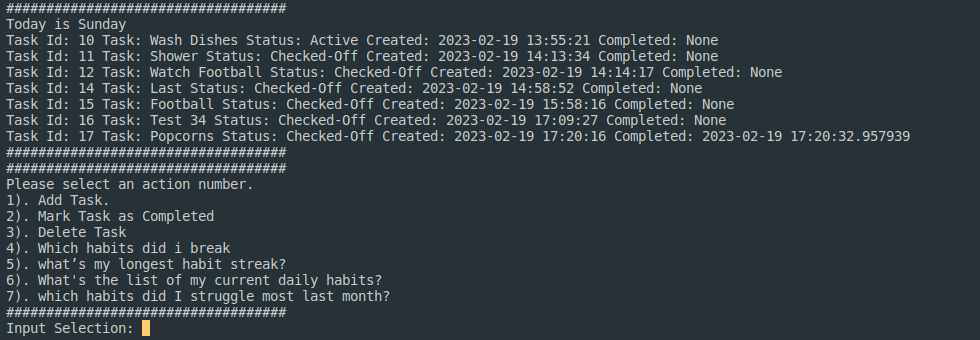 ###################################
Today is Sunday
Task Id: 10 Task: Wash Dishes Status: Active Created: 2023-02-19 13:55:21 Completed: None
Task Id: 11 Task: Shower Status: Checked-Off Created: 2023-02-19 14:13:34 Completed: None
Task Id: 12 Task: Watch Football Status: Checked-Off Created: 2023-02-19 14:14:17 Completed: None
Task Id: 14 Task: Last Status: Checked-Off Created: 2023-02-19 14:58:52 Completed: None
Task Id: 15 Task: Football Status: Checked-Off Created: 2023-02-19 15:58:16 Completed: None
Task Id: 16 Task: Test 34 Status: Checked-Off Created: 2023-02-19 17:09:27 Completed: None
Task Id: 17 Task: Popcorns Status: Checked-Off Created: 2023-02-19 17:20:16 Completed: 2023-02-19 17:20:32.957939
###################################
###################################
Please select an action number.
1). Add Task.
2). Mark Task as Completed
3). Delete Task
4). Which habits did i break
5). what’s my longest habit streak?
6). What's the list of my current daily habits?
7). which habits did I struggle most last month?
###################################
Input Selection: